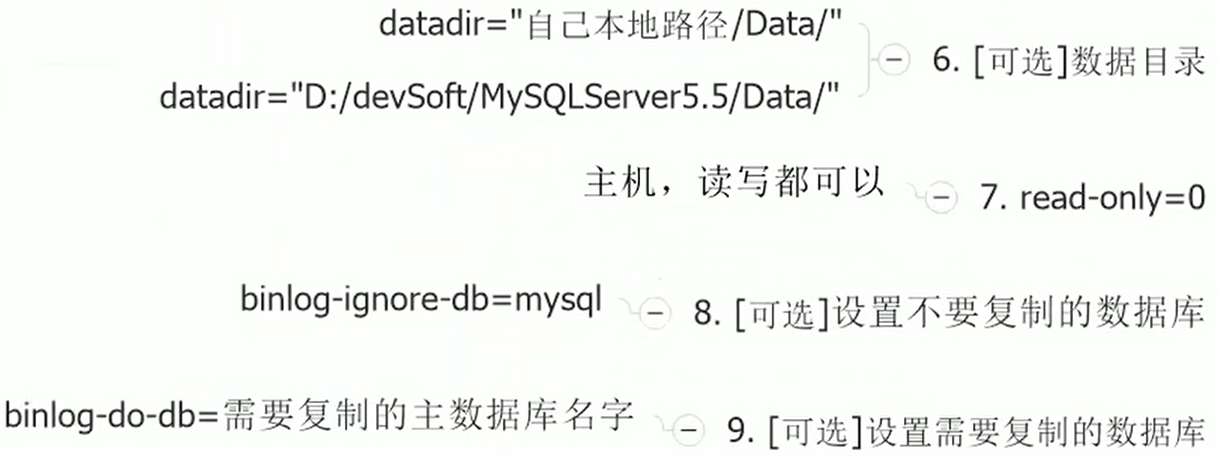 datadir="自己本地路径/Data/"
6. [可选]数据目录
datadir="D:/devSoft/MySQLServer5.5/Data/"
主机，读写都可以
7. read-only=0
binlog-ignore-db=mysql
8. [可选]设置不要复制的数据库
binlog-do-db=需要复制的主数据库名字
9. [可选]设置需要复制的数据库